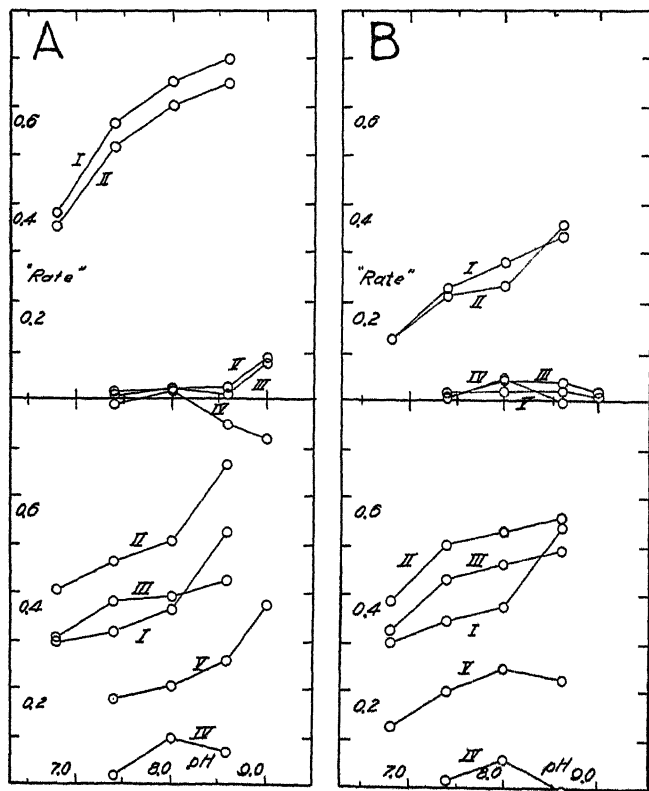 A
0.6
I
II
0.4
"Rate"
0.2
V
III
IV
0.6
II
0.4
III
I
V
0.2
IV
7.0 8.0 pH 9.0
B
0.6
0.4
"Rate"
I
II
0.2
IV III
I
0.6
II
III
0.4
I
V
0.2
IV
7.0 8.0 pH 9.0